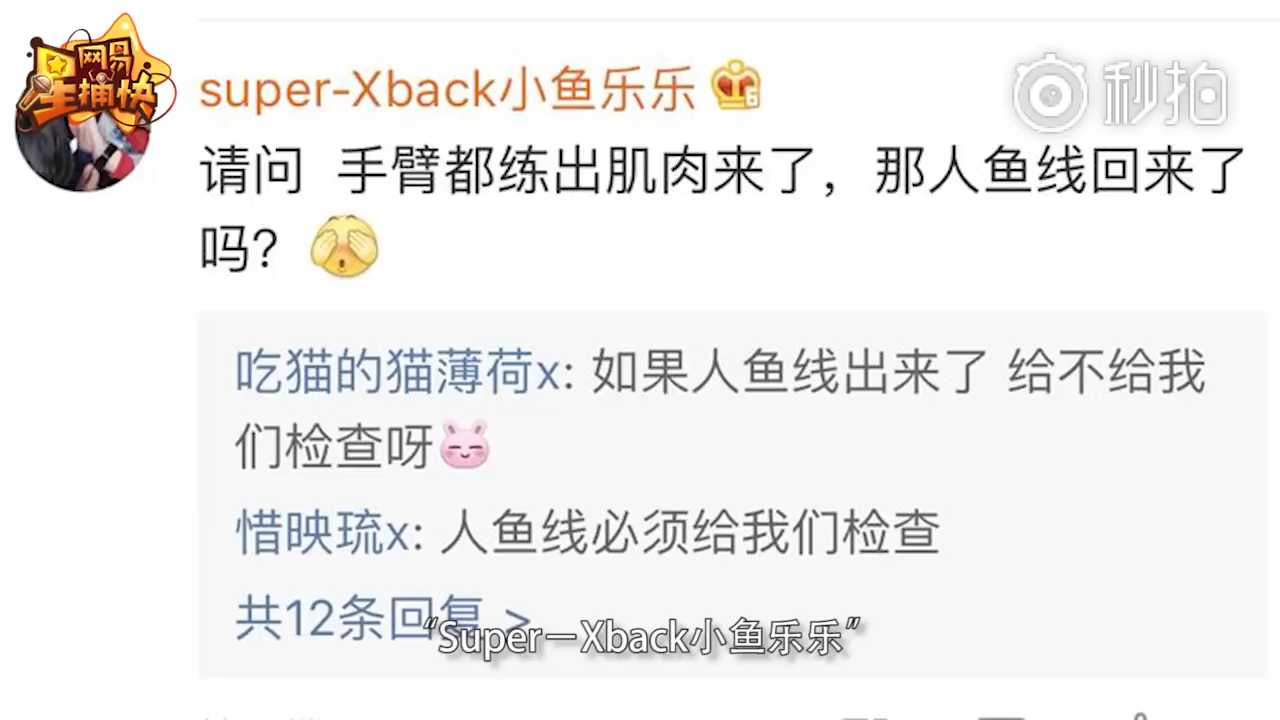 网易
星捕快
super-Xback小鱼乐乐
6
秒拍
请问 手臂都练出肌肉来了，那人鱼线回来了
吗？
吃猫的猫薄荷x: 如果人鱼线出来了 给不给我
们检查呀
惜映琉x: 人鱼线必须给我们检查
共12条回复 >
“Super－Xback小鱼乐乐”